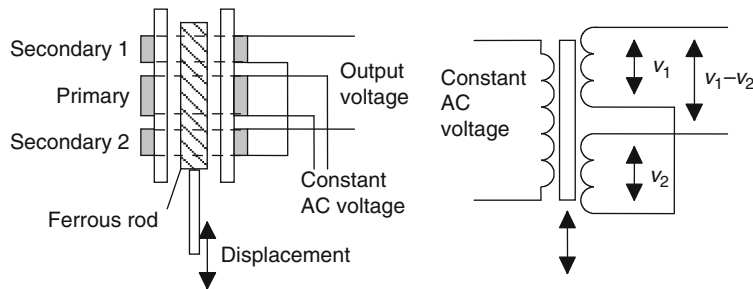 Secondary 1
Primary
Secondary 2
Ferrous rod
Output
voltage
Constant
AC voltage
Displacement
Constant
AC
voltage
v1
v1–v2
v2